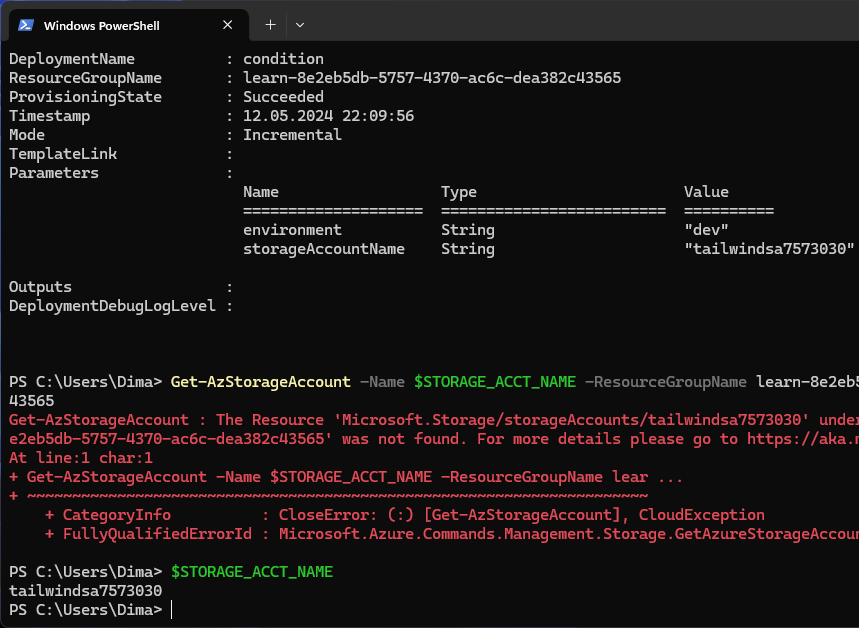 Windows PowerShell
DeploymentName : condition
ResourceGroupName : learn-8e2eb5db-5757-4370-ac6c-dea382c43565
ProvisioningState : Succeeded
Timestamp : 12.05.2024 22:09:56
Mode : Incremental
TemplateLink :
Parameters :
Name Type Value
==================== ========================= ==========
environment String "dev"
storageAccountName String "tailwindsa7573030"
Outputs :
DeploymentDebugLogLevel :
PS C:\Users\Dima> Get-AzStorageAccount -Name $STORAGE_ACCT_NAME -ResourceGroupName learn-8e2eb5
43565
Get-AzStorageAccount : The Resource 'Microsoft.Storage/storageAccounts/tailwindsa7573030' under
e2eb5db-5757-4370-ac6c-dea382c43565' was not found. For more details please go to https://aka.m
At line:1 char:1
+ Get-AzStorageAccount -Name $STORAGE_ACCT_NAME -ResourceGroupName lear ...
+ ~~~~~~~~~~~~~~~~~~~~~~~~~~~~~~~~~~~~~~~~~~~~~~~~~~~~~~~~~~~~~~~~~~~~~
+ CategoryInfo : CloseError: (:) [Get-AzStorageAccount], CloudException
+ FullyQualifiedErrorId : Microsoft.Azure.Commands.Management.Storage.GetAzureStorageAccoun
PS C:\Users\Dima> $STORAGE_ACCT_NAME
tailwindsa7573030
PS C:\Users\Dima>